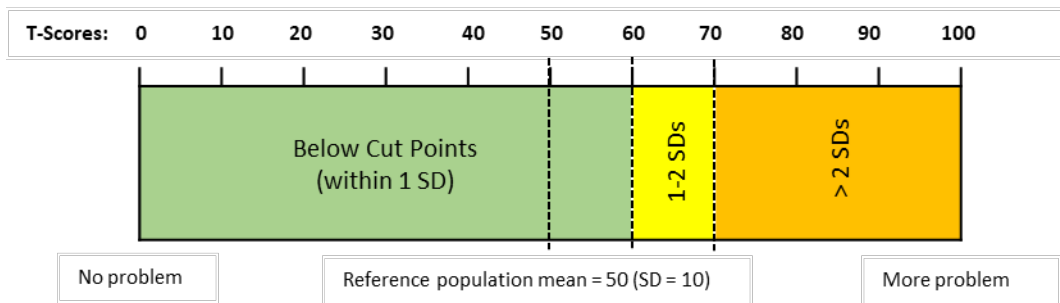 T-Scores: 0 10 20 30 40 50 60 70 80 90 100
Below Cut Points
(within 1 SD)
1-2 SDs
> 2 SDs
No problem
Reference population mean = 50 (SD = 10)
More problem